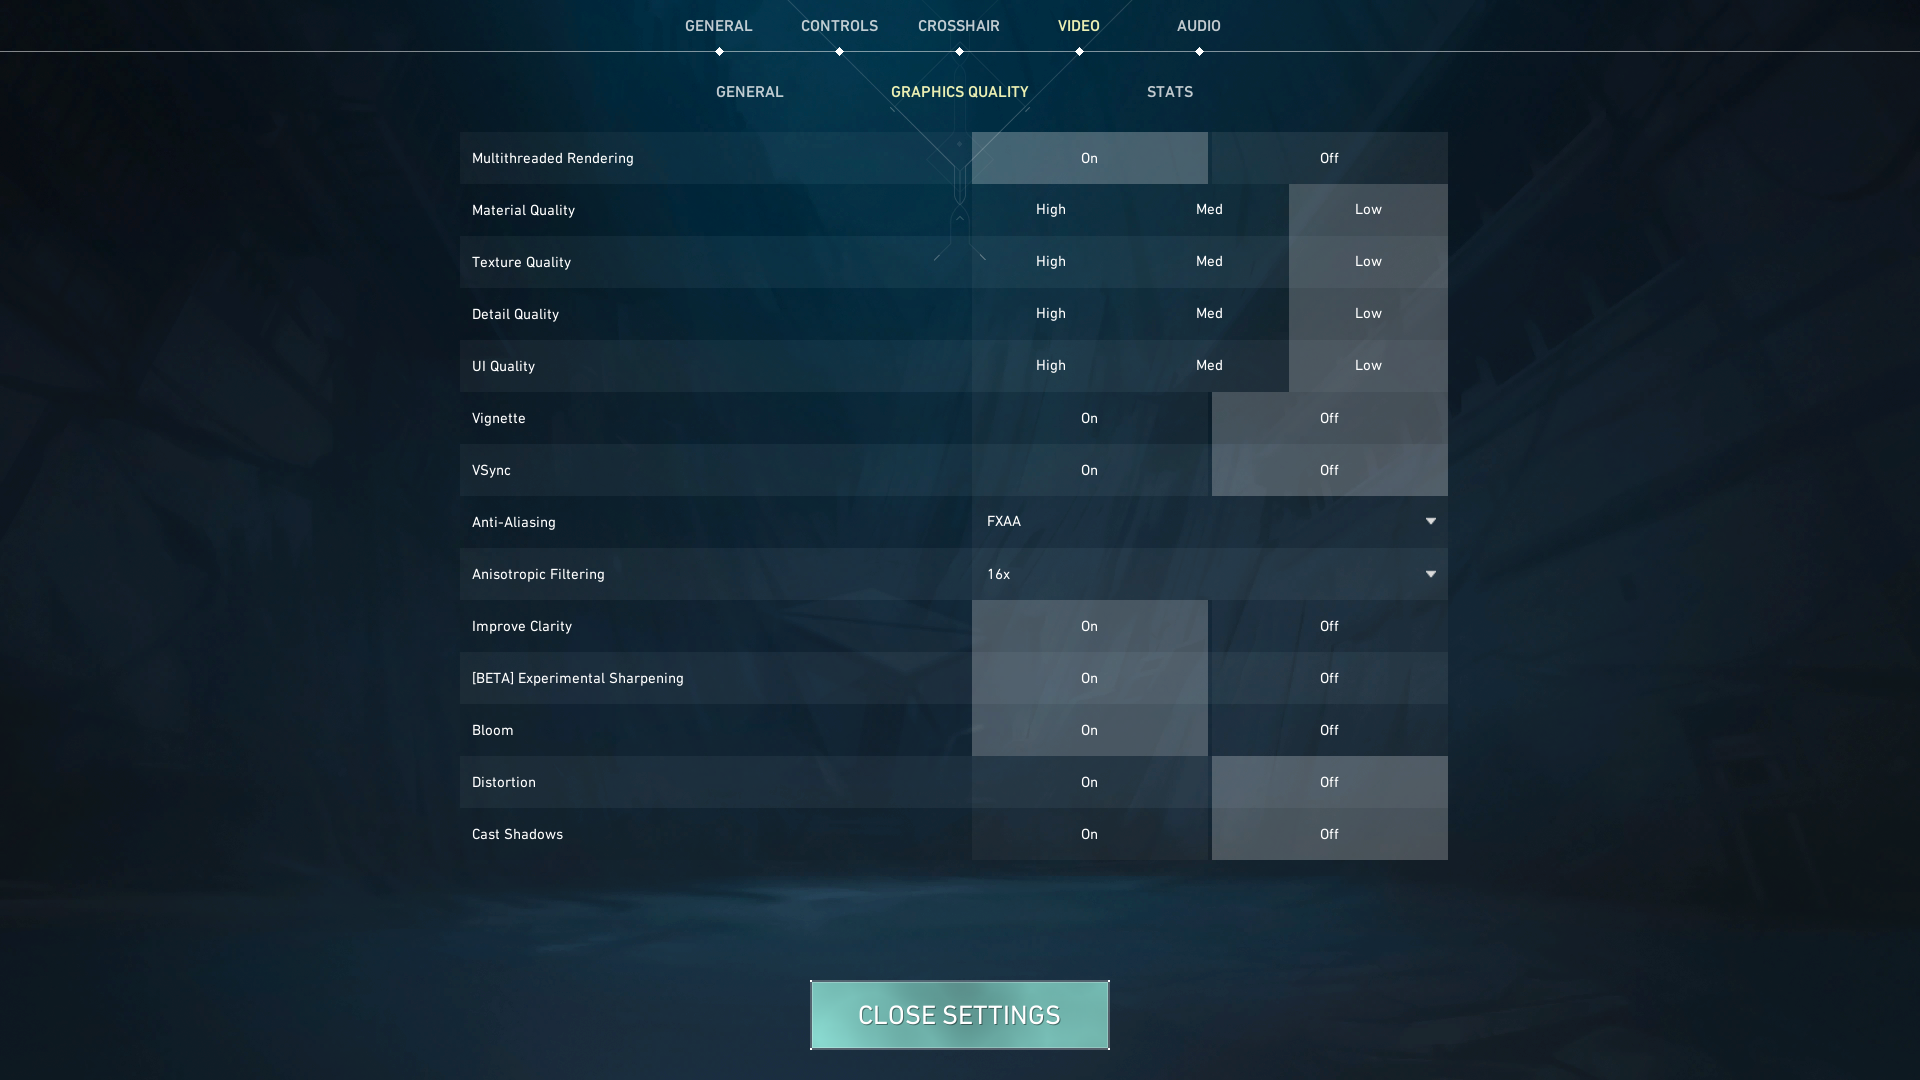 GENERAL CONTROLS CROSSHAIR VIDEO AUDIO
GENERAL GRAPHICS QUALITY STATS
Multithreaded Rendering On Off
Material Quality High Med Low
Texture Quality High Med Low
Detail Quality High Med Low
UI Quality High Med Low
Vignette On Off
VSync On Off
Anti-Aliasing FXAA
Anisotropic Filtering 16x
Improve Clarity On Off
[BETA] Experimental Sharpening On Off
Bloom On Off
Distortion On Off
Cast Shadows On Off
CLOSE SETTINGS